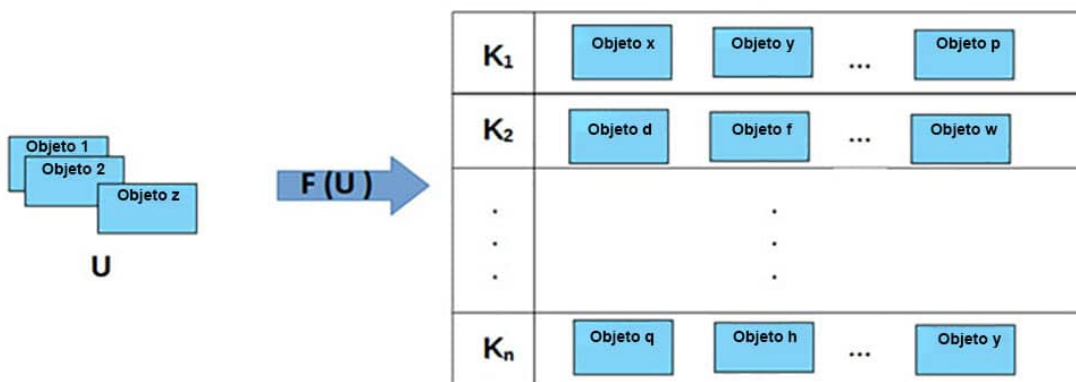 Objeto 1
Objeto 2
Objeto z
U
F (U )
K1 Objeto x Objeto y ... Objeto p
K2 Objeto d Objeto f ... Objeto w
. .
. .
. .
Kn Objeto q Objeto h ... Objeto y